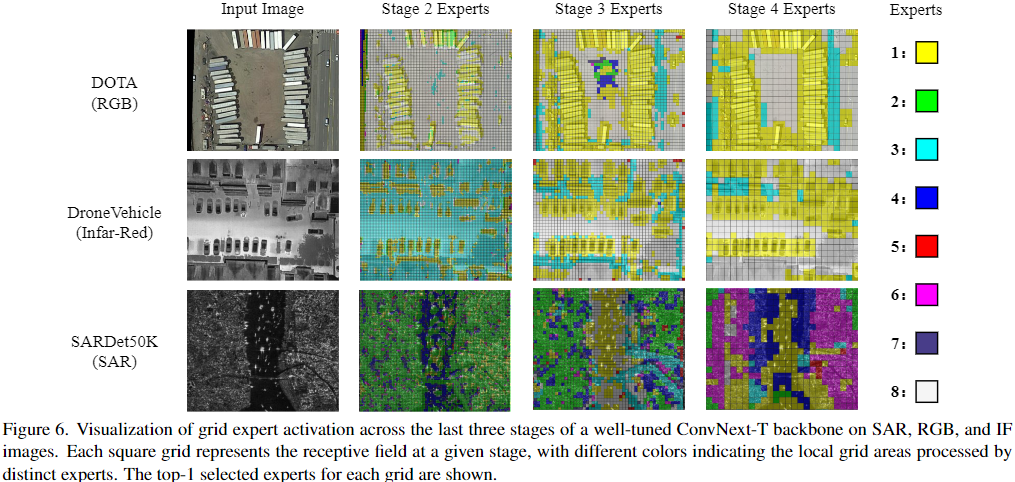 Input Image
Stage 2 Experts
Stage 3 Experts
Stage 4 Experts
Experts
DOTA
(RGB)
DroneVehicle
(Infar-Red)
SARDet50K
(SAR)
1:
2:
3:
4:
5:
6:
7:
8:
Figure 6. Visualization of grid expert activation across the last three stages of a well-tuned ConvNext-T backbone on SAR, RGB, and IF
images. Each square grid represents the receptive field at a given stage, with different colors indicating the local grid areas processed by
distinct experts. The top-1 selected experts for each grid are shown.